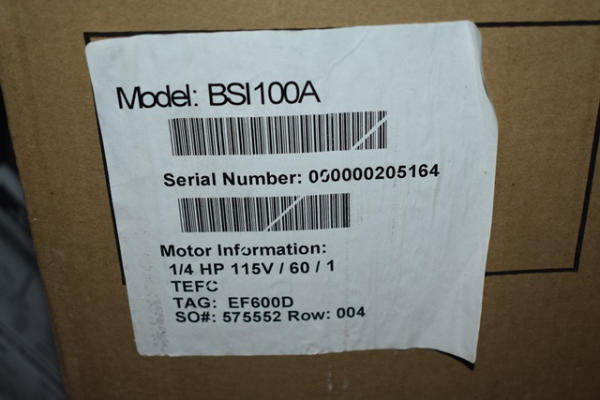 Model: BSI100A
Serial Number: 000000205164
Motor Information:
1/4 HP 115V / 60 / 1
TEFC
TAG: EF600D
SO#: 575552 Row: 004